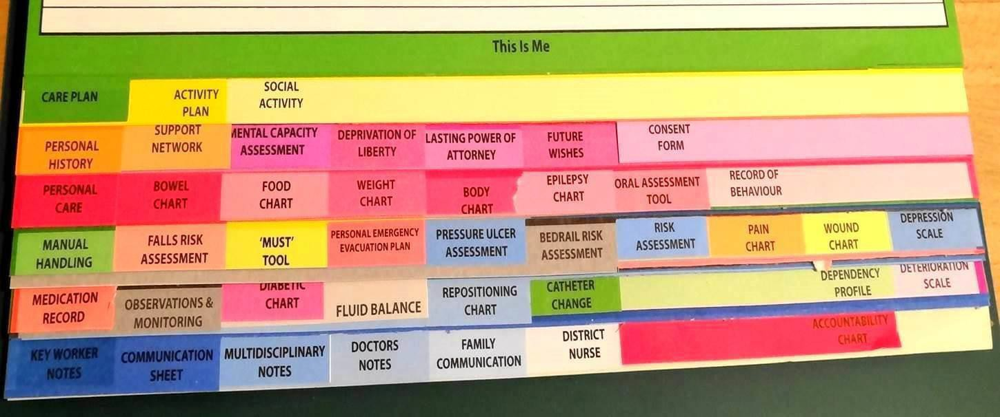 This Is Me
CARE PLAN
ACTIVITY
PLAN
SOCIAL
ACTIVITY
PERSONAL
HISTORY
SUPPORT
NETWORK
MENTAL CAPACITY
ASSESSMENT
DEPRIVATION OF
LIBERTY
LASTING POWER OF
ATTORNEY
FUTURE
WISHES
CONSENT
FORM
PERSONAL
CARE
BOWEL
CHART
FOOD
CHART
WEIGHT
CHART
BODY
CHART
EPILEPSY
CHART
ORAL ASSESSMENT
TOOL
RECORD OF
BEHAVIOUR
MANUAL
HANDLING
FALLS RISK
ASSESSMENT
‘MUST’
TOOL
PERSONAL EMERGENCY
EVACUATION PLAN
PRESSURE ULCER
ASSESSMENT
BEDRAIL RISK
ASSESSMENT
RISK
ASSESSMENT
PAIN
CHART
WOUND
CHART
DEPRESSION
SCALE
MEDICATION
RECORD
OBSERVATIONS &
MONITORING
DIABETIC
CHART
FLUID BALANCE
REPOSITIONING
CHART
CATHETER
CHANGE
DEPENDENCY
PROFILE
DETERIORATION
SCALE
KEY WORKER
NOTES
COMMUNICATION
SHEET
MULTIDISCIPLINARY
NOTES
DOCTORS
NOTES
FAMILY
COMMUNICATION
DISTRICT
NURSE
ACCOUNTABILITY
CHART